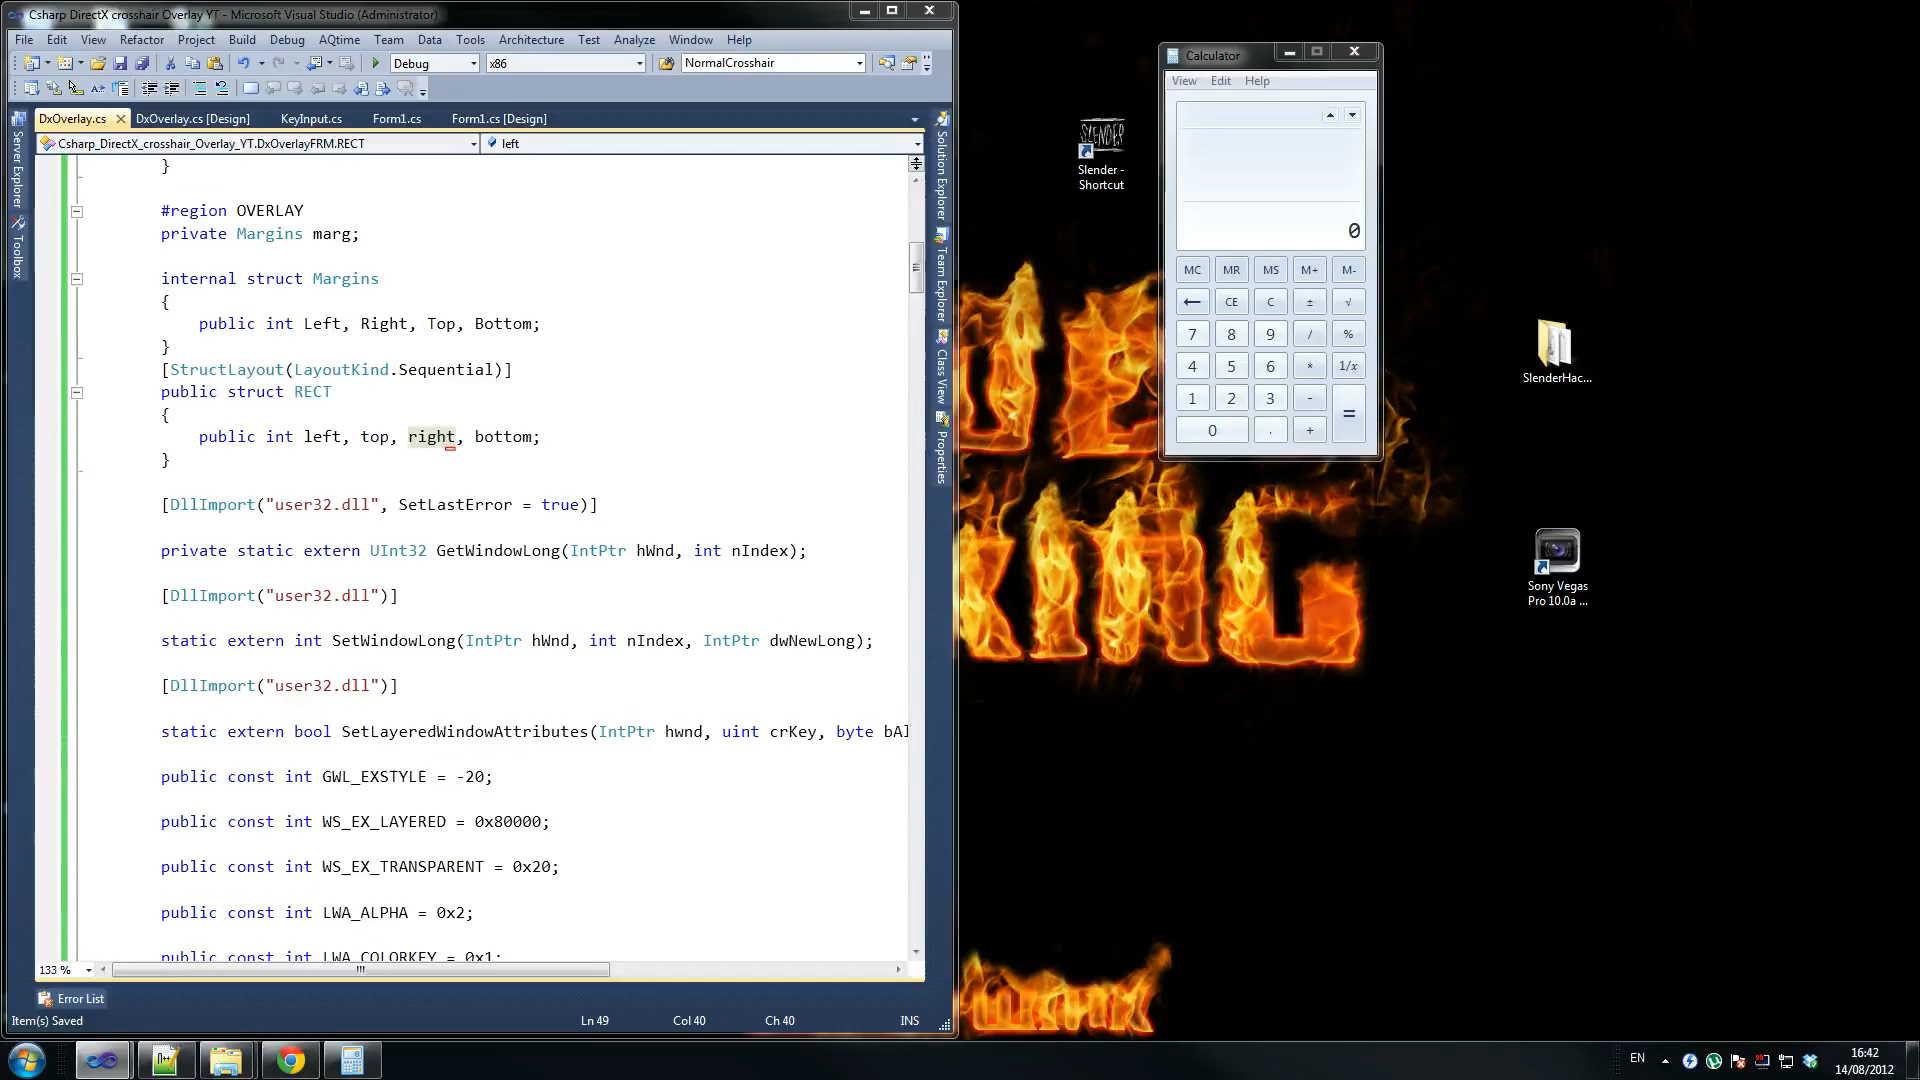 Csharp DirectX crosshair Overlay YT - Microsoft Visual Studio (Administrator)
File Edit View Refactor Project Build Debug AQtime Team Data Tools Architecture Test Analyze Window Help
Debug x86 NormalCrosshair
DxOverlay.cs DxOverlay.cs [Design] KeyInput.cs Form1.cs Form1.cs [Design]
Csharp_DirectX_crosshair_Overlay_YT.DxOverlayFRM.RECT left
Server Explorer
Toolbox
Solution Explorer
Team Explorer
Class View
Properties
}
#region OVERLAY
private Margins marg;
internal struct Margins
{
public int Left, Right, Top, Bottom;
}
[StructLayout(LayoutKind.Sequential)]
public struct RECT
{
public int left, top, right, bottom;
}
[DllImport("user32.dll", SetLastError = true)]
private static extern UInt32 GetWindowLong(IntPtr hWnd, int nIndex);
[DllImport("user32.dll")]
static extern int SetWindowLong(IntPtr hWnd, int nIndex, IntPtr dwNewLong);
[DllImport("user32.dll")]
static extern bool SetLayeredWindowAttributes(IntPtr hwnd, uint crKey, byte bAl
public const int GWL_EXSTYLE = -20;
public const int WS_EX_LAYERED = 0x80000;
public const int WS_EX_TRANSPARENT = 0x20;
public const int LWA_ALPHA = 0x2;
public const int LWA_COLORKEY = 0x1;
133 %
Error List
Item(s) Saved Ln 49 Col 40 Ch 40 INS
Calculator
View Edit Help
0
MC MR MS M+ M-
← CE C ± √
7 8 9 / %
4 5 6 * 1/x
1 2 3 - =
0 . +
SLENDER
Slender -
Shortcut
SlenderHac...
Sony Vegas
Pro 10.0a ...
KING
EN
16:42
14/08/2012